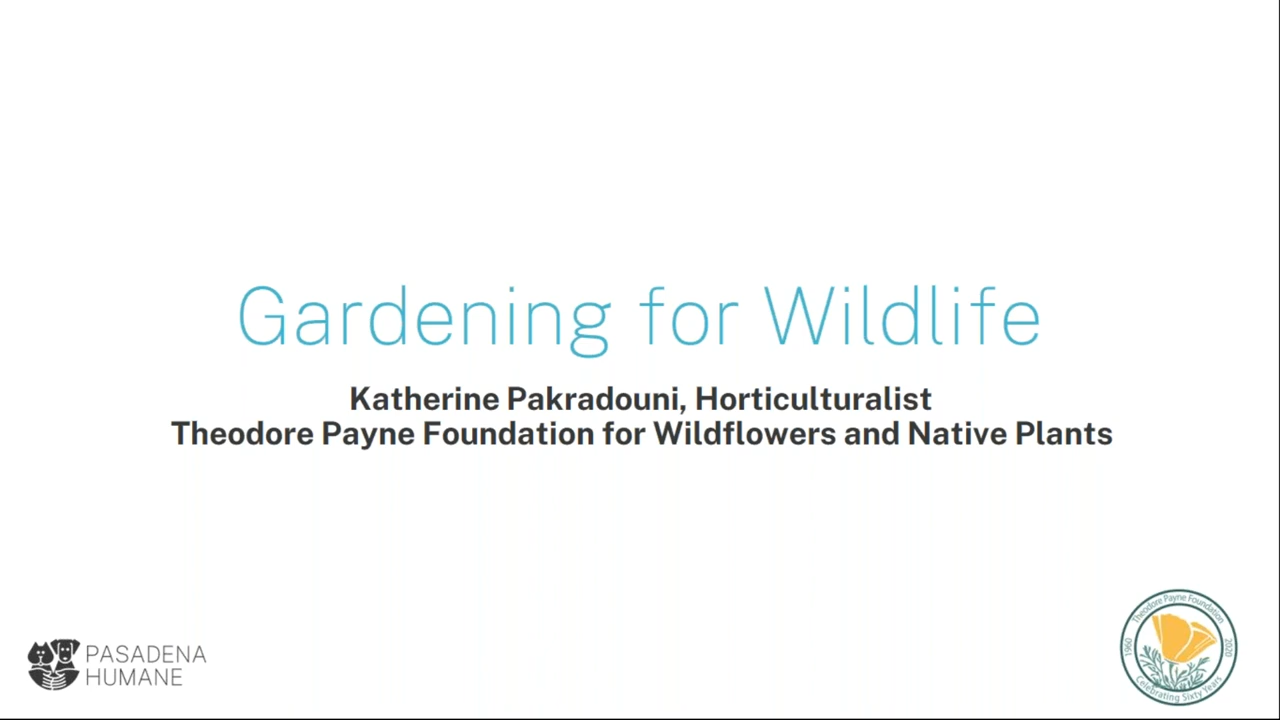 Gardening for Wildlife
Katherine Pakradouni, Horticulturalist
Theodore Payne Foundation for Wildflowers and Native Plants
PASADENA
HUMANE
Theodore Payne Foundation
1960
2020
Celebrating Sixty Years